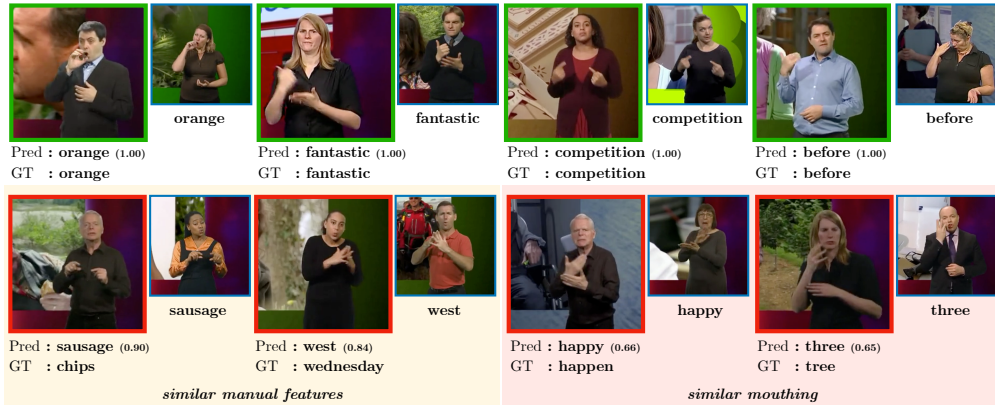 orange
fantastic
competition
before
Pred : orange (1.00)
GT : orange
Pred : fantastic (1.00)
GT : fantastic
Pred : competition (1.00)
GT : competition
Pred : before (1.00)
GT : before
sausage
west
happy
three
Pred : sausage (0.90)
GT : chips
Pred : west (0.84)
GT : wednesday
Pred : happy (0.66)
GT : happen
Pred : three (0.65)
GT : tree
similar manual features
similar mouthing